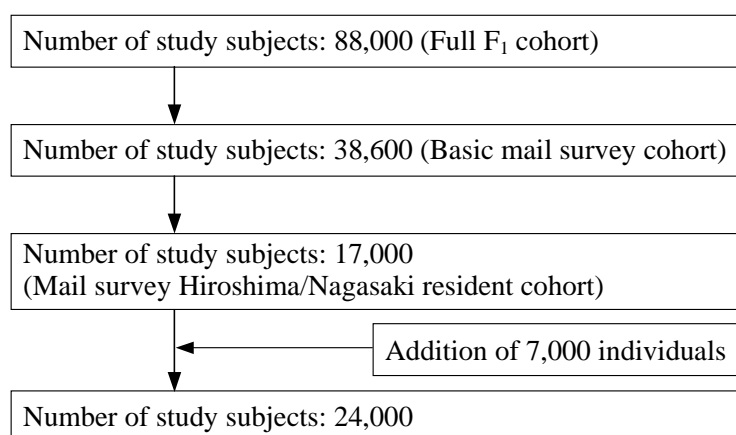 Number of study subjects: 88,000 (Full F₁ cohort)
Number of study subjects: 38,600 (Basic mail survey cohort)
Number of study subjects: 17,000
(Mail survey Hiroshima/Nagasaki resident cohort)
Addition of 7,000 individuals
Number of study subjects: 24,000